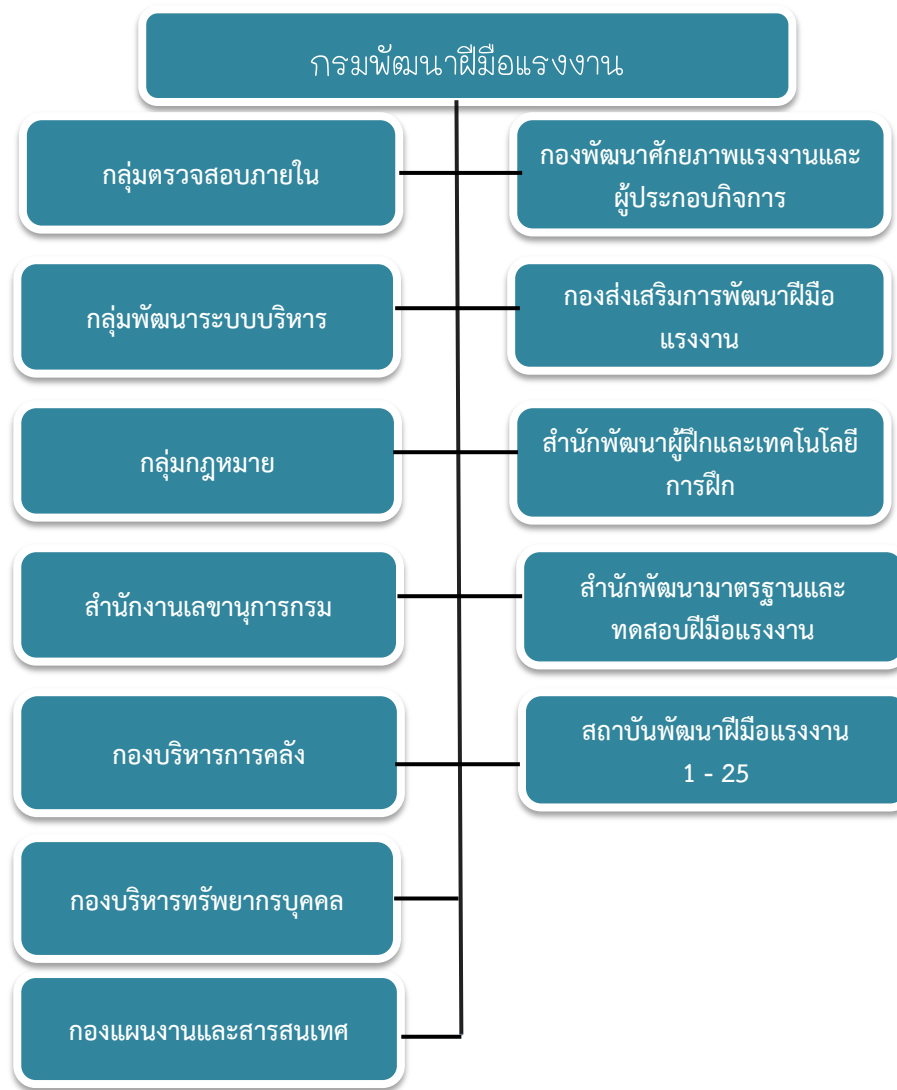 กรมพัฒนาฝีมือแรงงาน
กลุ่มตรวจสอบภายใน
กองพัฒนาศักยภาพแรงงานและ
ผู้ประกอบกิจการ
กลุ่มพัฒนาระบบบริหาร
กองส่งเสริมการพัฒนาฝีมือ
แรงงาน
กลุ่มกฎหมาย
สำนักพัฒนาผู้ฝึกและเทคโนโลยี
การฝึก
สำนักงานเลขานุการกรม
สำนักพัฒนามาตรฐานและ
ทดสอบฝีมือแรงงาน
กองบริหารการคลัง
สถาบันพัฒนาฝีมือแรงงาน
1 - 25
กองบริหารทรัพยากรบุคคล
กองแผนงานและสารสนเทศ